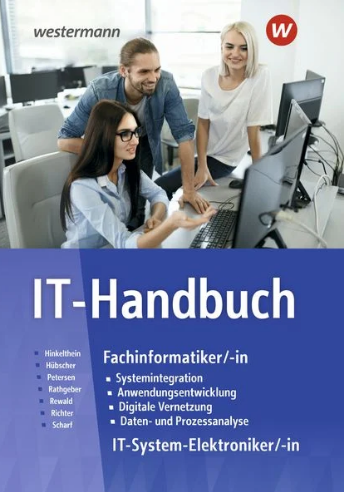 westermann
W
IT-Handbuch
Hinkelthein
Hübscher
Petersen
Rathgeber
Rewald
Richter
Scharf
Fachinformatiker/-in
Systemintegration
Anwendungsentwicklung
Digitale Vernetzung
Daten- und Prozessanalyse
IT-System-Elektroniker/-in